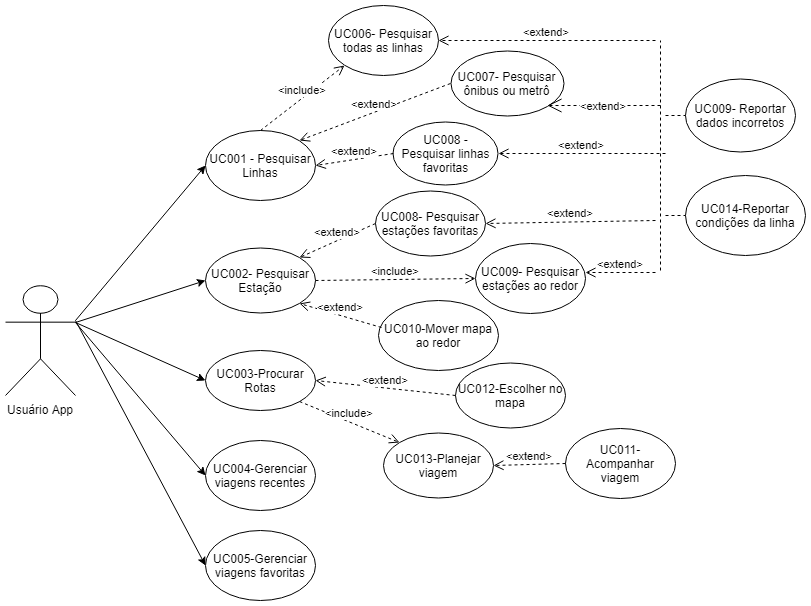 UC006- Pesquisar
todas as linhas
<extend>
UC007- Pesquisar
ônibus ou metrô
<include>
<extend>
<extend>
UC009- Reportar
dados incorretos
UC008 -
Pesquisar linhas
favoritas
<extend>
<extend>
UC001 - Pesquisar
Linhas
UC008- Pesquisar
estações favoritas
<extend>
<extend>
UC014-Reportar
condições da linha
UC002- Pesquisar
Estação
<include>
UC009- Pesquisar
estações ao redor
<extend>
<extend>
UC010-Mover mapa
ao redor
UC003-Procurar
Rotas
<extend>
UC012-Escolher no
mapa
Usuário App
<include>
UC013-Planejar
viagem
<extend>
UC011-
Acompanhar
viagem
UC004-Gerenciar
viagens recentes
UC005-Gerenciar
viagens favoritas